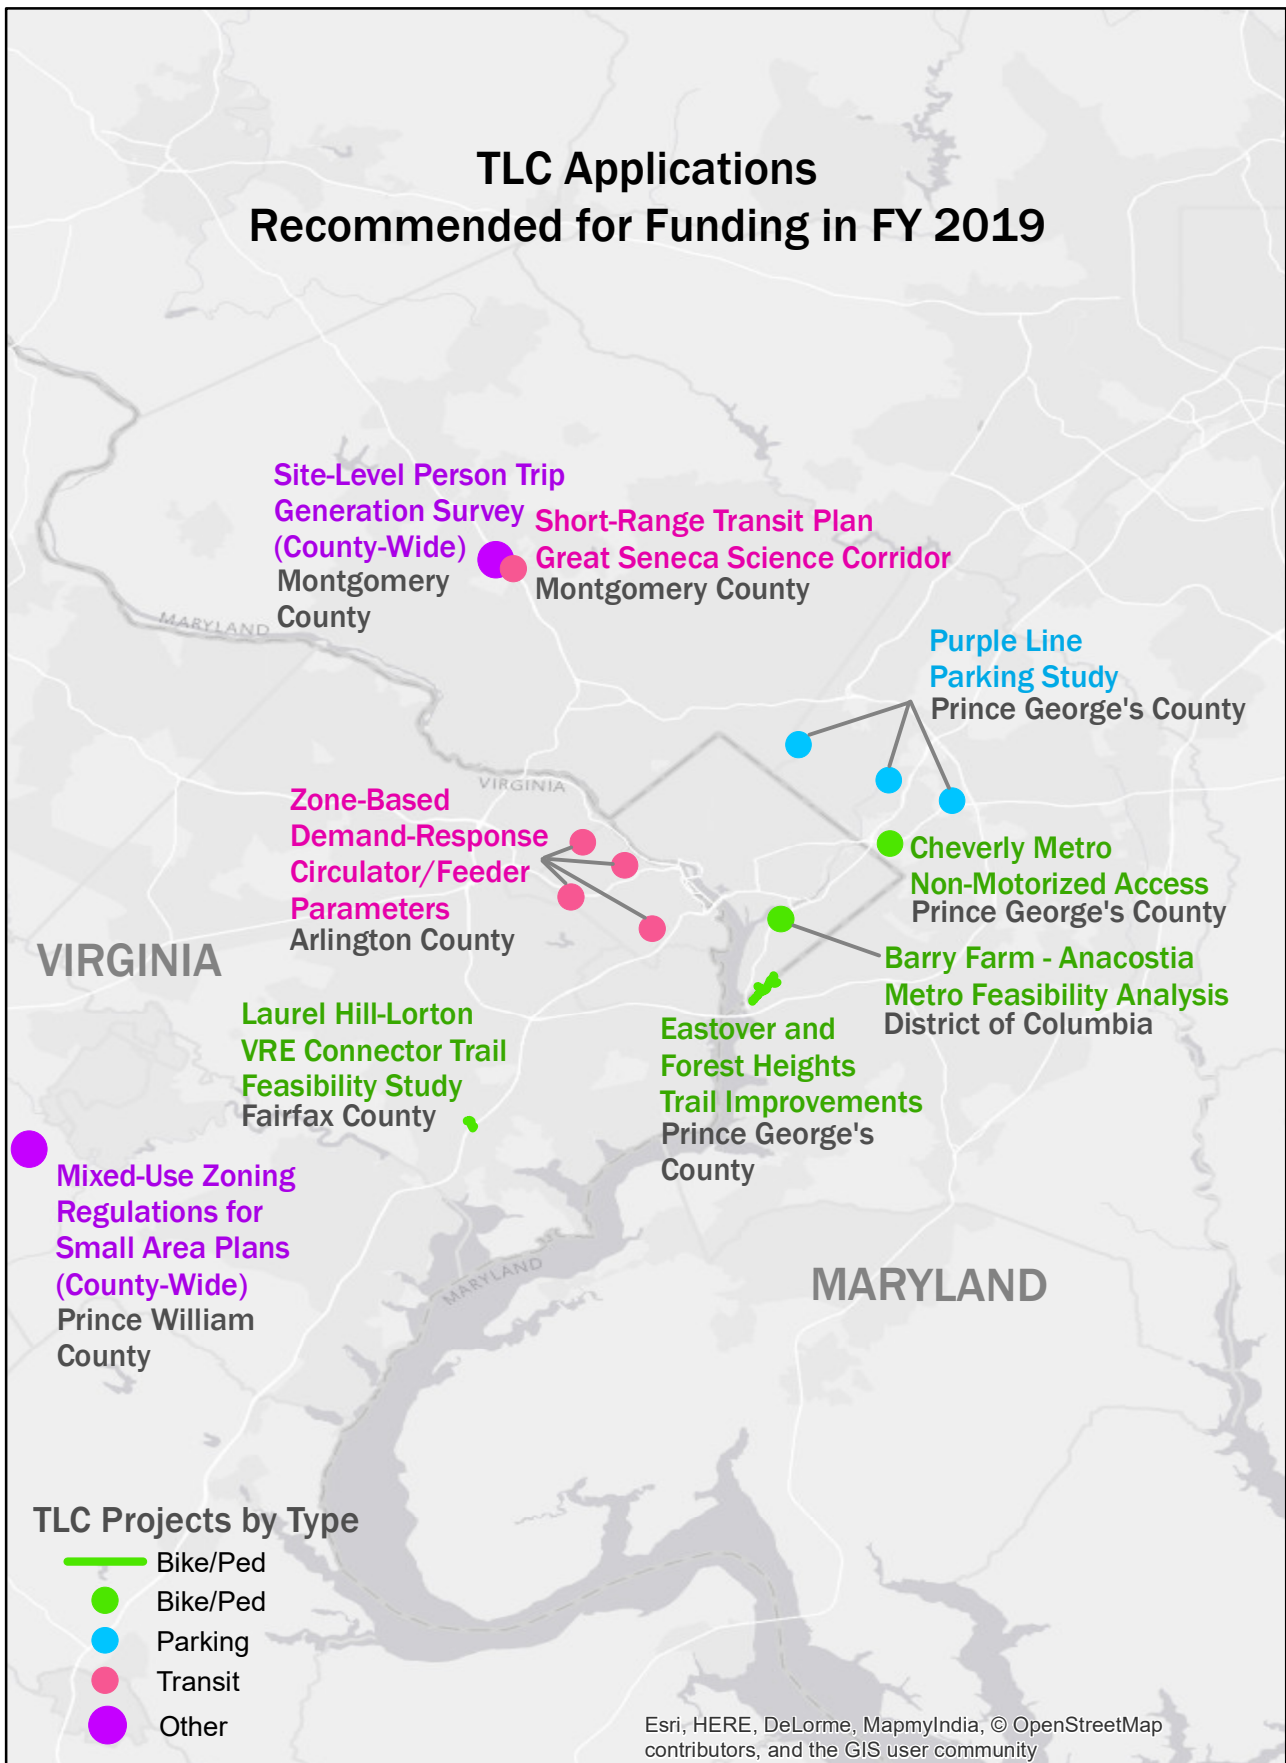 TLC Applications
Recommended for Funding in FY 2019
Site-Level Person Trip
Generation Survey
(County-Wide)
Montgomery
County
Short-Range Transit Plan
Great Seneca Science Corridor
Montgomery County
MARYLAND
Purple Line
Parking Study
Prince George's County
VIRGINIA
Zone-Based
Demand-Response
Circulator/Feeder
Parameters
Arlington County
Cheverly Metro
Non-Motorized Access
Prince George's County
VIRGINIA
Barry Farm - Anacostia
Metro Feasibility Analysis
District of Columbia
Laurel Hill-Lorton
VRE Connector Trail
Feasibility Study
Fairfax County
Eastover and
Forest Heights
Trail Improvements
Prince George's
County
Mixed-Use Zoning
Regulations for
Small Area Plans
(County-Wide)
Prince William
County
MARYLAND
MARYLAND
TLC Projects by Type
Bike/Ped
Bike/Ped
Parking
Transit
Other
Esri, HERE, DeLorme, MapmyIndia, © OpenStreetMap
contributors, and the GIS user community